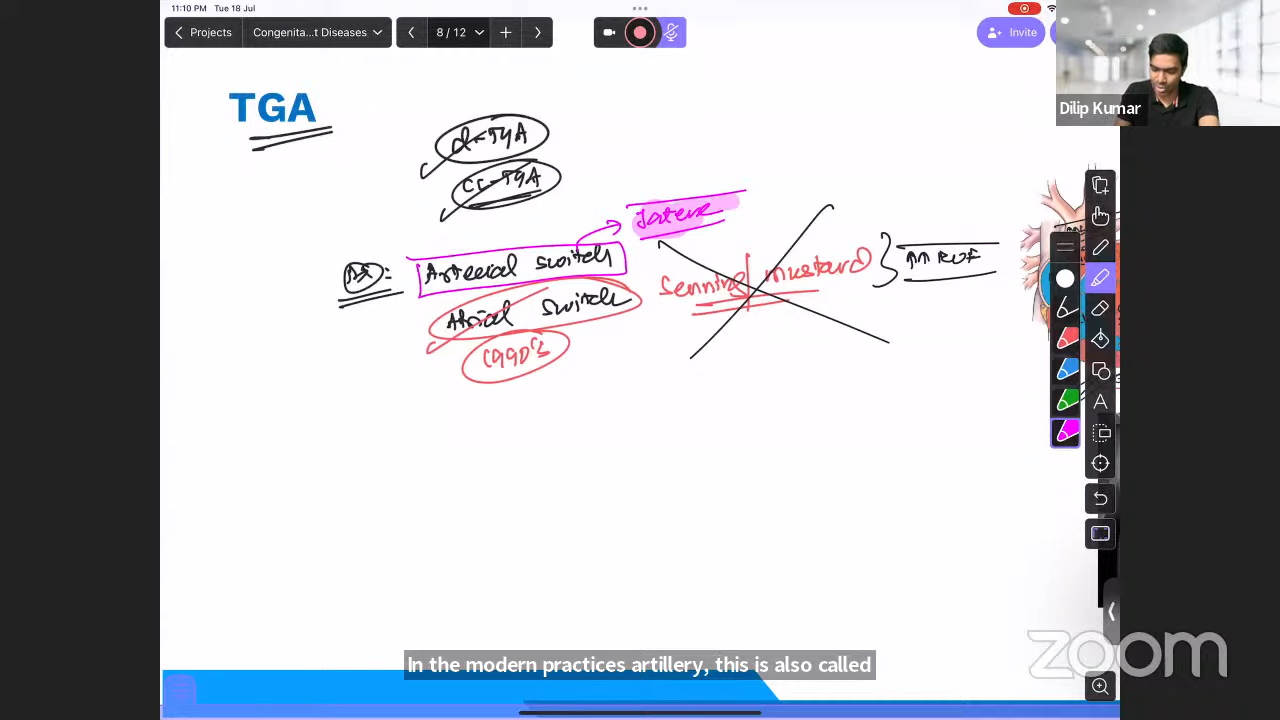 11:10 PM Tue 18 Jul
Projects
Congenita...t Diseases
8 / 12
Invite
Dilip Kumar
TGA
d-TGA
cc-TGA
Jatene
Arterial switch
Senning / mustard
↑↑ RVF
Atrial switch
1990's
A
In the modern practices artillery, this is also called
zoom